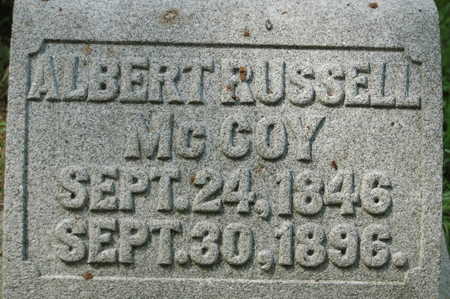 ALBERT RUSSELL
MCCOY
SEPT. 24, 1846
SEPT. 30, 1896.